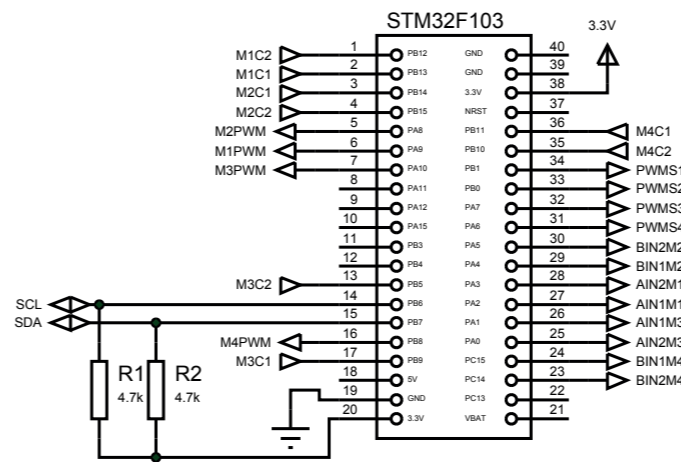 STM32F103
3.3V
M1C2 1 PB12 GND 40
M1C1 2 PB13 GND 39
M2C1 3 PB14 3.3V 38
M2C2 4 PB15 NRST 37
M2PWM 5 PA8 PB11 36 M4C1
M1PWM 6 PA9 PB10 35 M4C2
M3PWM 7 PA10 PB1 34 PWMS1
8 PA11 PB0 33 PWMS2
9 PA12 PA7 32 PWMS3
10 PA15 PA6 31 PWMS4
11 PB3 PA5 30 BIN2M2
12 PB4 PA4 29 BIN1M2
M3C2 13 PB5 PA3 28 AIN2M1
SCL 14 PB6 PA2 27 AIN1M1
SDA 15 PB7 PA1 26 AIN1M3
M4PWM 16 PB8 PA0 25 AIN2M3
M3C1 17 PB9 PC15 24 BIN1M4
18 5V PC14 23 BIN2M4
19 GND PC13 22
20 3.3V VBAT 21
R1 R2
4.7k 4.7k